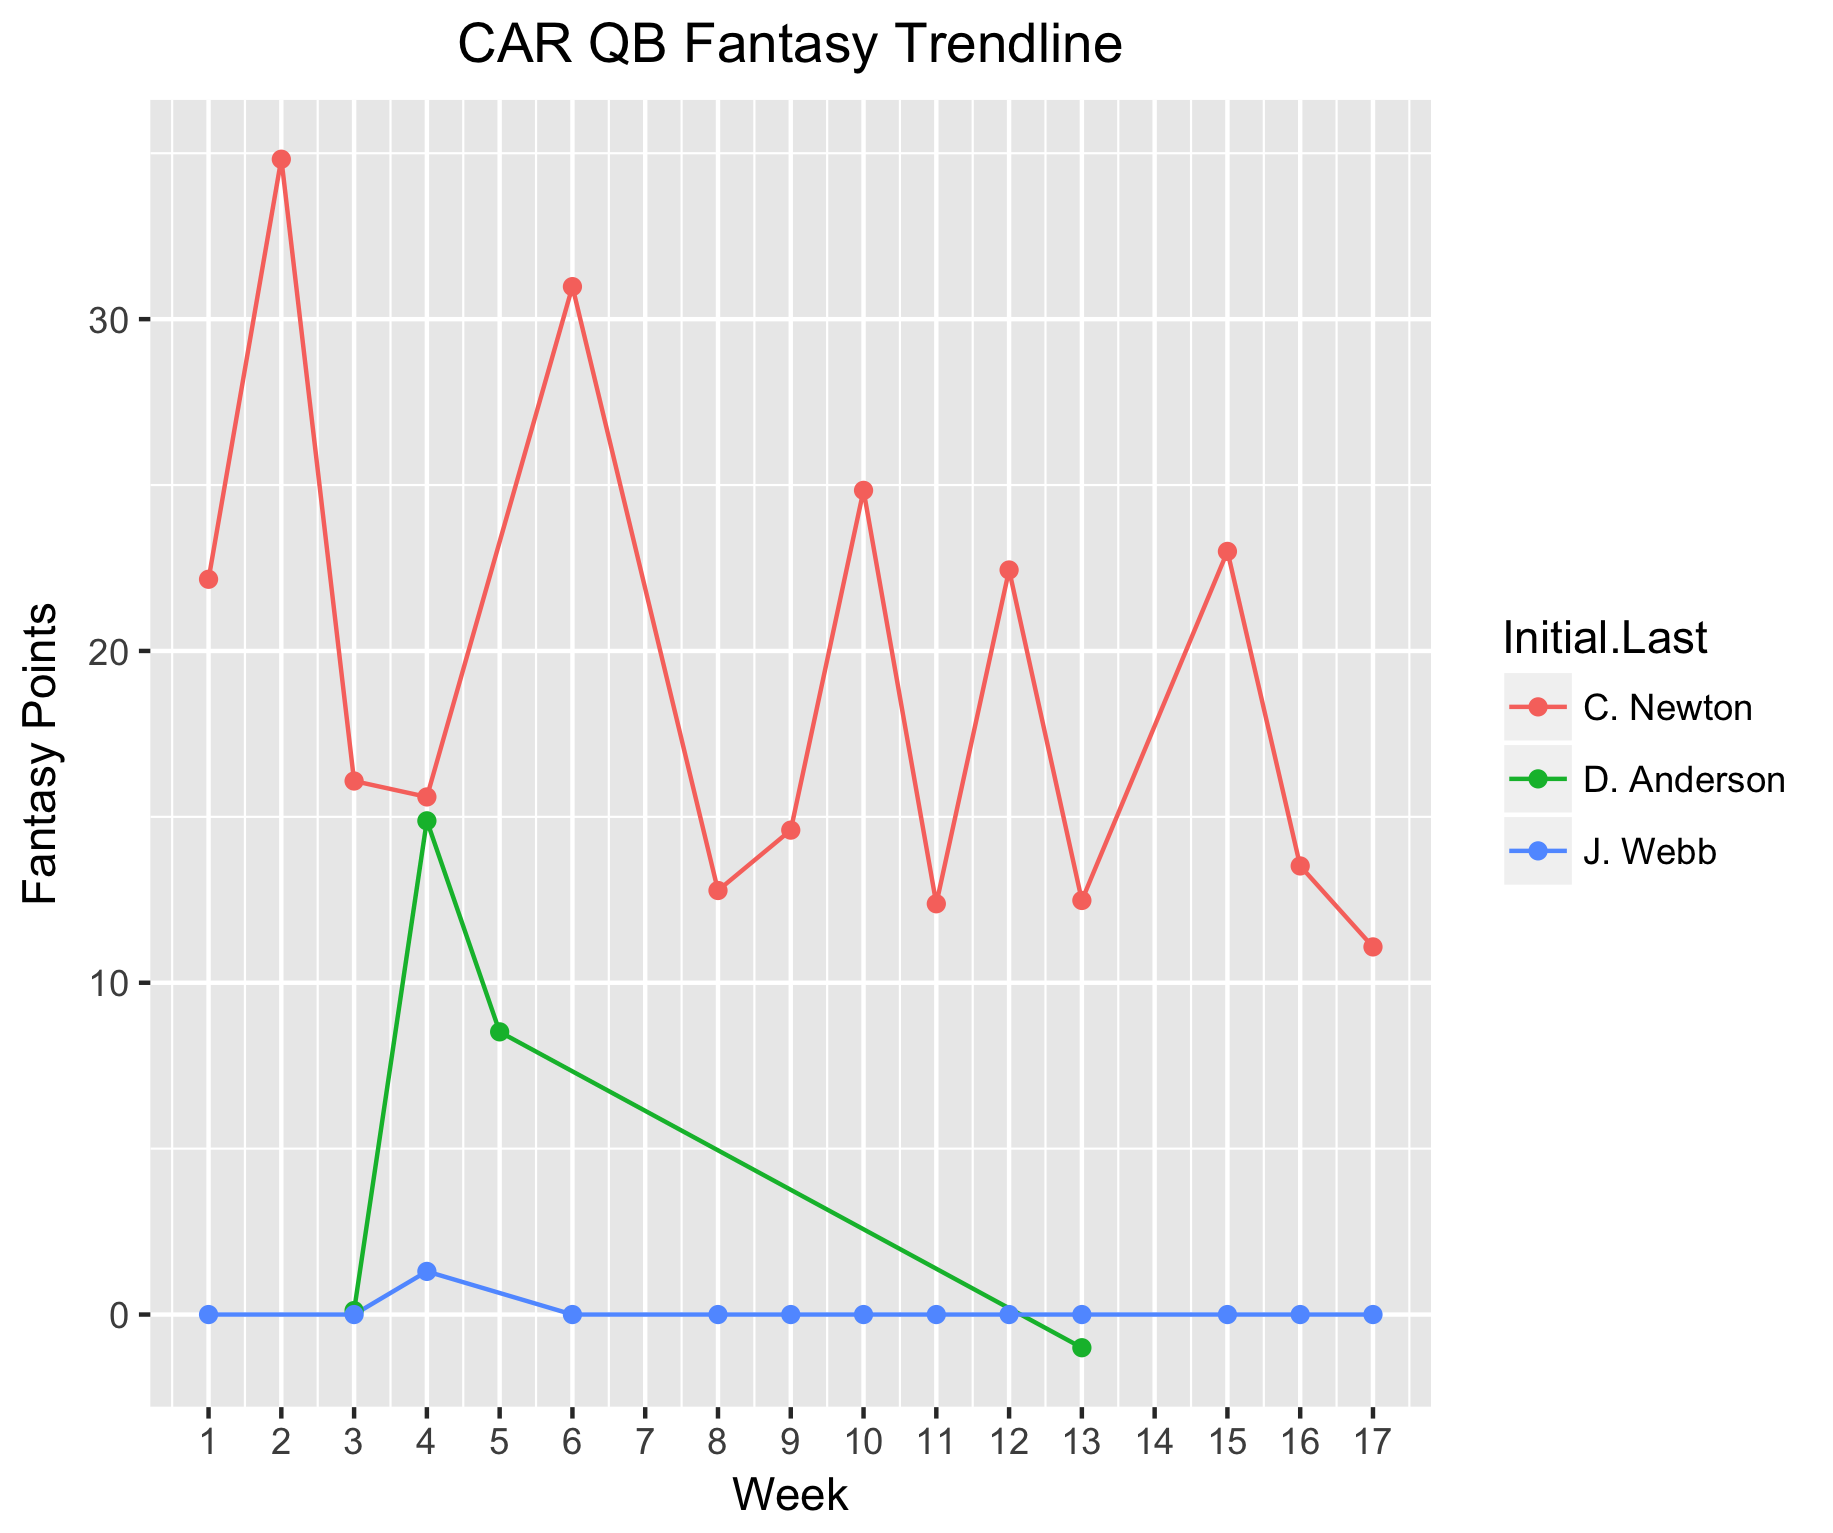 CAR QB Fantasy Trendline
Fantasy Points
30
20
10
0
1 2 3 4 5 6 7 8 9 10 11 12 13 14 15 16 17
Week
Initial.Last
C. Newton
D. Anderson
J. Webb